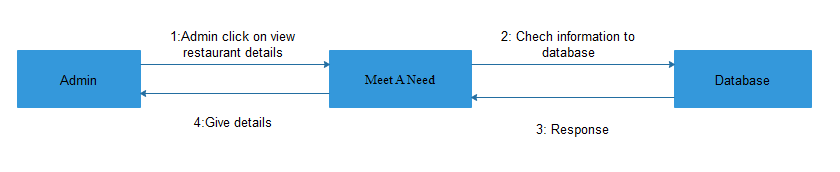 1:Admin click on view
restaurant details
2: Chech information to
database
Admin
Meet A Need
Database
4:Give details
3: Response